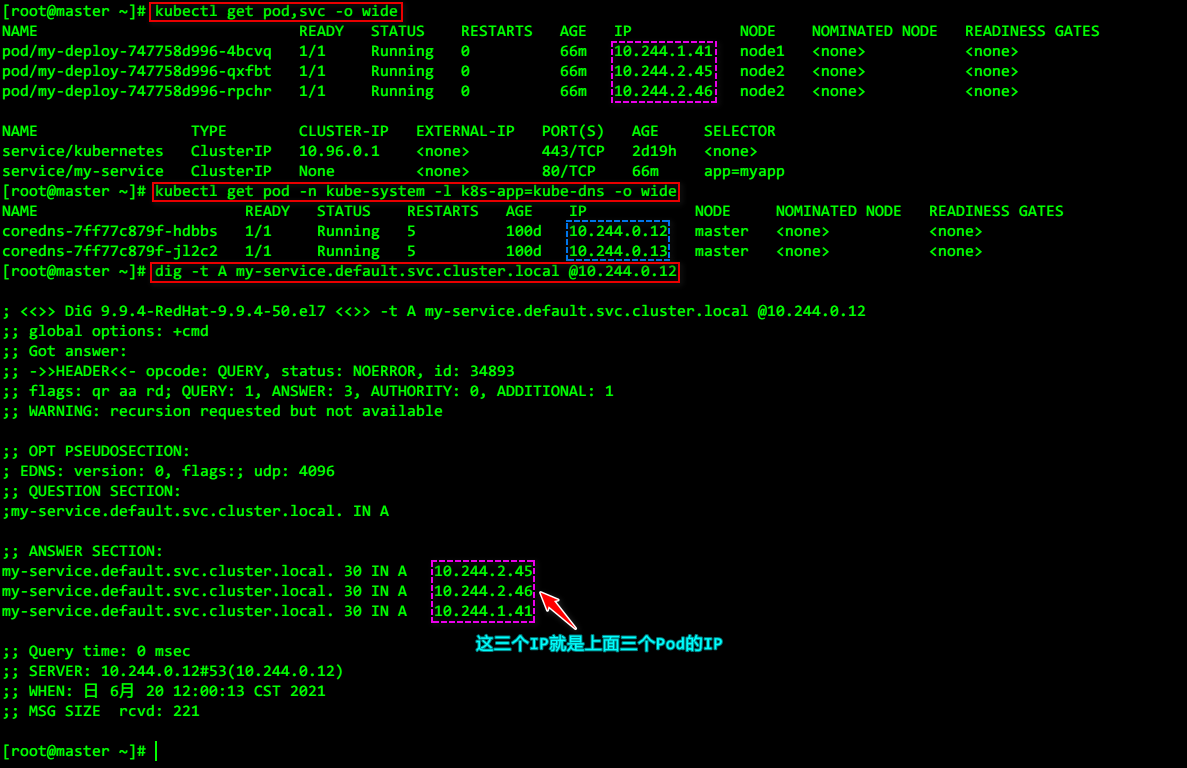 [root@master ~]# kubectl get pod,svc -o wide
NAME READY STATUS RESTARTS AGE IP NODE NOMINATED NODE READINESS GATES
pod/my-deploy-747758d996-4bcvq 1/1 Running 0 66m 10.244.1.41 node1 <none> <none>
pod/my-deploy-747758d996-qxfbt 1/1 Running 0 66m 10.244.2.45 node2 <none> <none>
pod/my-deploy-747758d996-rpchr 1/1 Running 0 66m 10.244.2.46 node2 <none> <none>
NAME TYPE CLUSTER-IP EXTERNAL-IP PORT(S) AGE SELECTOR
service/kubernetes ClusterIP 10.96.0.1 <none> 443/TCP 2d19h <none>
service/my-service ClusterIP None <none> 80/TCP 66m app=myapp
[root@master ~]# kubectl get pod -n kube-system -l k8s-app=kube-dns -o wide
NAME READY STATUS RESTARTS AGE IP NODE NOMINATED NODE READINESS GATES
coredns-7ff77c879f-hdbbs 1/1 Running 5 100d 10.244.0.12 master <none> <none>
coredns-7ff77c879f-jl2c2 1/1 Running 5 100d 10.244.0.13 master <none> <none>
[root@master ~]# dig -t A my-service.default.svc.cluster.local @10.244.0.12
; <<>> DiG 9.9.4-RedHat-9.9.4-50.el7 <<>> -t A my-service.default.svc.cluster.local @10.244.0.12
;; global options: +cmd
;; Got answer:
;; ->>HEADER<<- opcode: QUERY, status: NOERROR, id: 34893
;; flags: qr aa rd; QUERY: 1, ANSWER: 3, AUTHORITY: 0, ADDITIONAL: 1
;; WARNING: recursion requested but not available
;; OPT PSEUDOSECTION:
; EDNS: version: 0, flags:; udp: 4096
;; QUESTION SECTION:
;my-service.default.svc.cluster.local. IN A
;; ANSWER SECTION:
my-service.default.svc.cluster.local. 30 IN A 10.244.2.45
my-service.default.svc.cluster.local. 30 IN A 10.244.2.46
my-service.default.svc.cluster.local. 30 IN A 10.244.1.41
这三个IP就是上面三个Pod的IP
;; Query time: 0 msec
;; SERVER: 10.244.0.12#53(10.244.0.12)
;; WHEN: 日 6月 20 12:00:13 CST 2021
;; MSG SIZE rcvd: 221
[root@master ~]#